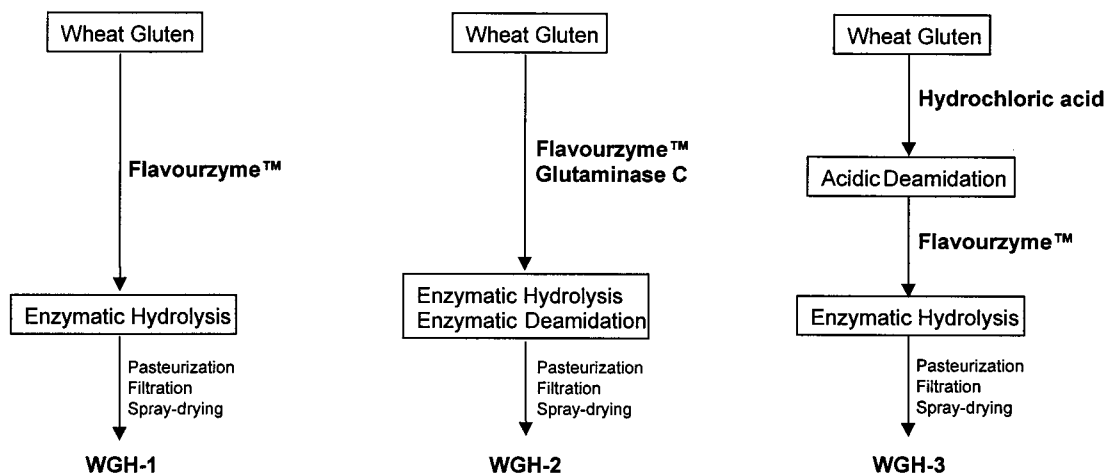 Wheat Gluten
Flavourzyme™
Enzymatic Hydrolysis
Pasteurization
Filtration
Spray-drying
WGH-1
Wheat Gluten
Flavourzyme™
Glutaminase C
Enzymatic Hydrolysis
Enzymatic Deamidation
Pasteurization
Filtration
Spray-drying
WGH-2
Wheat Gluten
Hydrochloric acid
Acidic Deamidation
Flavourzyme™
Enzymatic Hydrolysis
Pasteurization
Filtration
Spray-drying
WGH-3